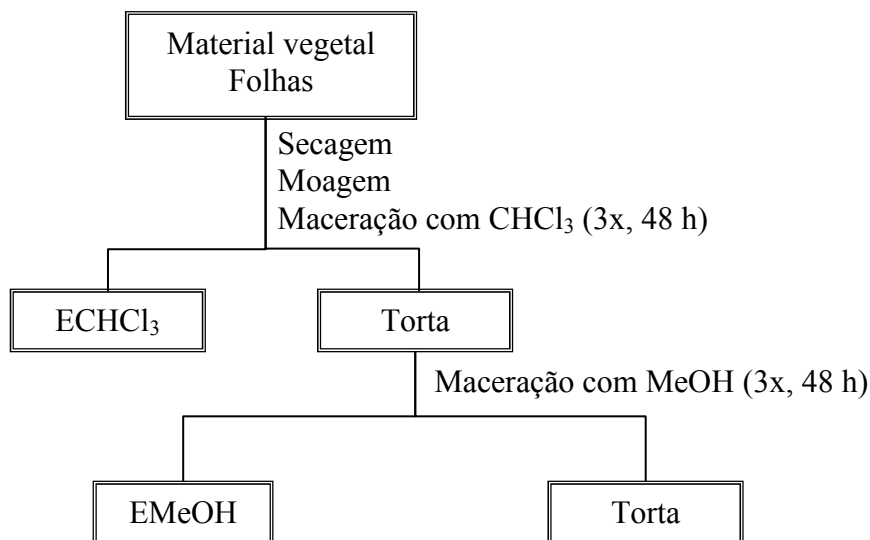 Material vegetal
Folhas
Secagem
Moagem
Maceração com CHCl₃ (3x, 48 h)
ECHCl₃
Torta
Maceração com MeOH (3x, 48 h)
EMeOH
Torta